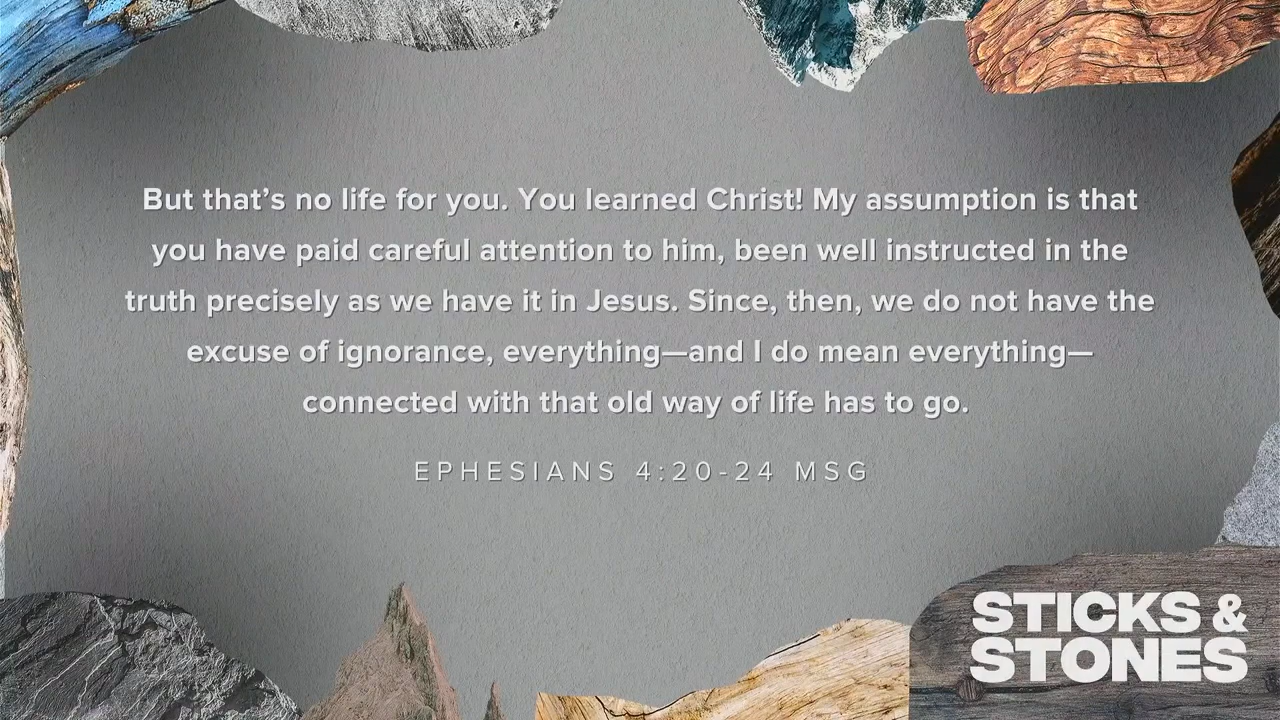 But that’s no life for you. You learned Christ! My assumption is that
you have paid careful attention to him, been well instructed in the
truth precisely as we have it in Jesus. Since, then, we do not have the
excuse of ignorance, everything—and I do mean everything—
connected with that old way of life has to go.
EPHESIANS 4:20-24 MSG
STICKS &
STONES